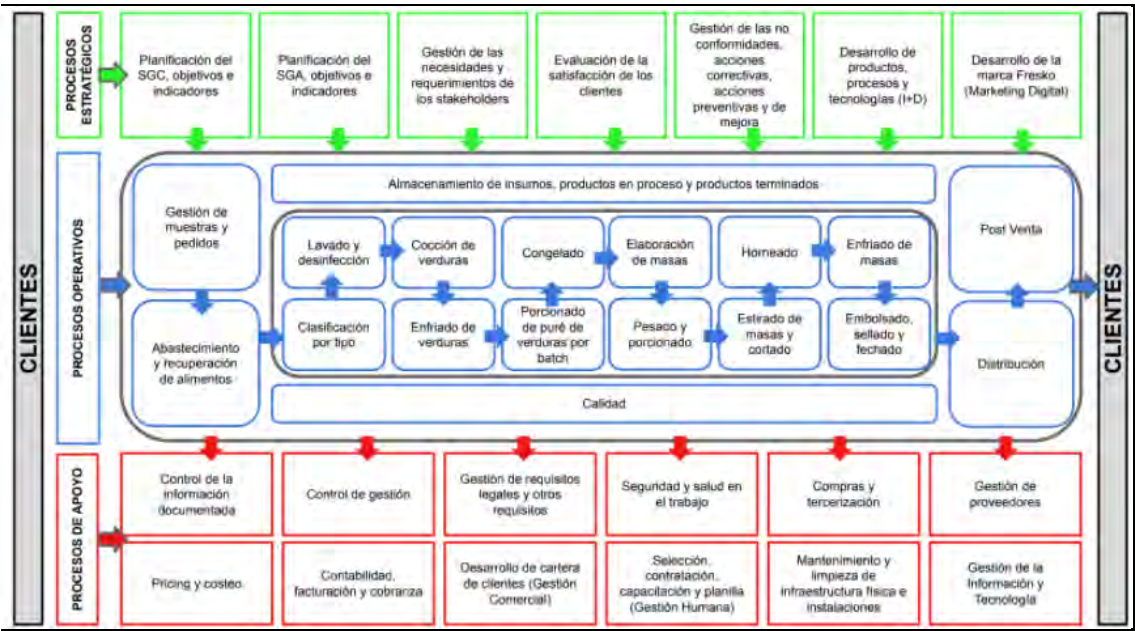 CLIENTES
PROCESOS
ESTRATÉGICOS
Planificación del
SGC, objetivos e
indicadores
Planificación del
SGA, objetivos e
indicadores
Gestión de las
necesidades y
requerimientos de
los stakeholders
Evaluación de la
satisfacción de los
clientes
Gestión de las no
conformidades,
acciones
correctivas,
acciones
preventivas y de
mejora
Desarrollo de
productos,
procesos y
tecnologías (I+D)
Desarrollo de la
marca Fresko
(Marketing Digital)
PROCESOS OPERATIVOS
Gestión de
muestras y
pedidos
Abastecimiento
y recuperación
de alimentos
Almacenamiento de insumos, productos en proceso y productos terminados
Lavado y
desinfección
Cocción de
verduras
Congelado
Elaboración
de masas
Horneado
Enfriado de
masas
Clasificación
por tipo
Enfriado de
verduras
Porcionado
de puré de
verduras por
batch
Pesaco y
porcionado
Estirado de
masas y
cortado
Embolsado,
sellado y
fechado
Calidad
Post Venta
Distribución
PROCESOS DE APOYO
Control de la
información
documentada
Control de gestión
Gestión de requisitos
legales y otros
requisitos
Seguridad y salud en
el trabajo
Compras y
tercerización
Gestión de
proveedores
Pricing y costeo
Contabilidad,
facturación y cobranza
Desarrollo de cartera
de clientes (Gestión
Comercial)
Selección,
contratación,
capacitación y planilla
(Gestión Humana)
Mantenimiento y
limpieza de
infraestructura física e
instalaciones
Gestión de la
Información y
Tecnología
CLIENTES